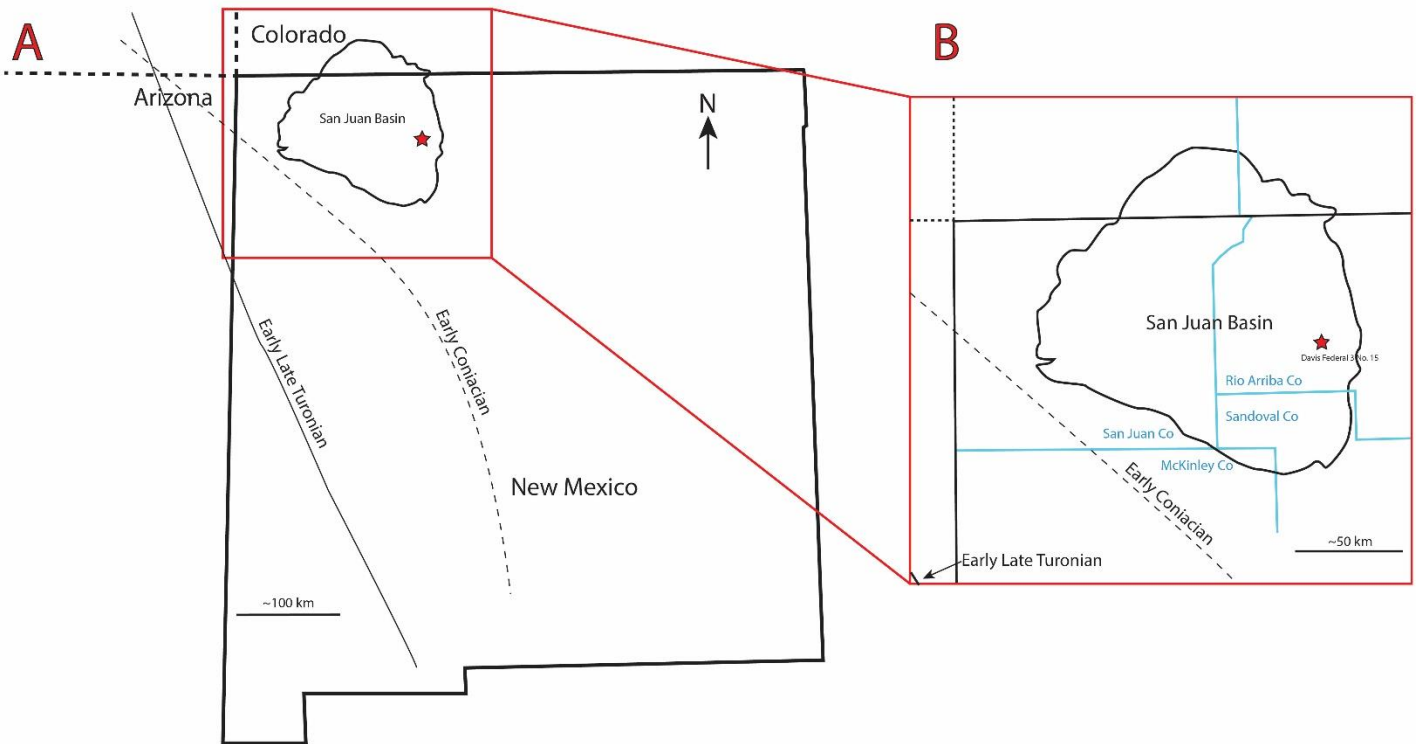 A
Colorado
Arizona
San Juan Basin
N
Early Late Turonian
Early Coniacian
New Mexico
~100 km
B
San Juan Basin
Davis Federal 3 No. 15
Rio Arriba Co
Sandoval Co
San Juan Co
McKinley Co
Early Coniacian
~50 km
Early Late Turonian